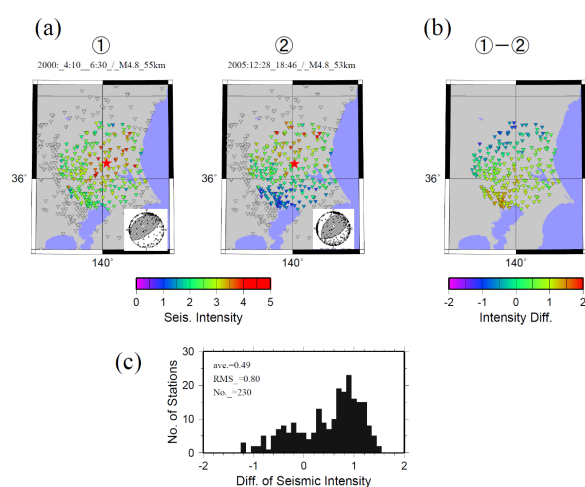 (a)
① ②
2000:_4:10__6:30_/_M4.8_55km 2005:12:28_18:46_/_M4.8_53km
36° 36°
140° 140°
0 1 2 3 4 5
Seis. Intensity
(b)
①−②
36°
140°
-2 -1 0 1 2
Intensity Diff.
(c)
No. of Stations
30
20
10
0
ave.=0.49
RMS_=0.80
No._=230
-2 -1 0 1 2
Diff. of Seismic Intensity